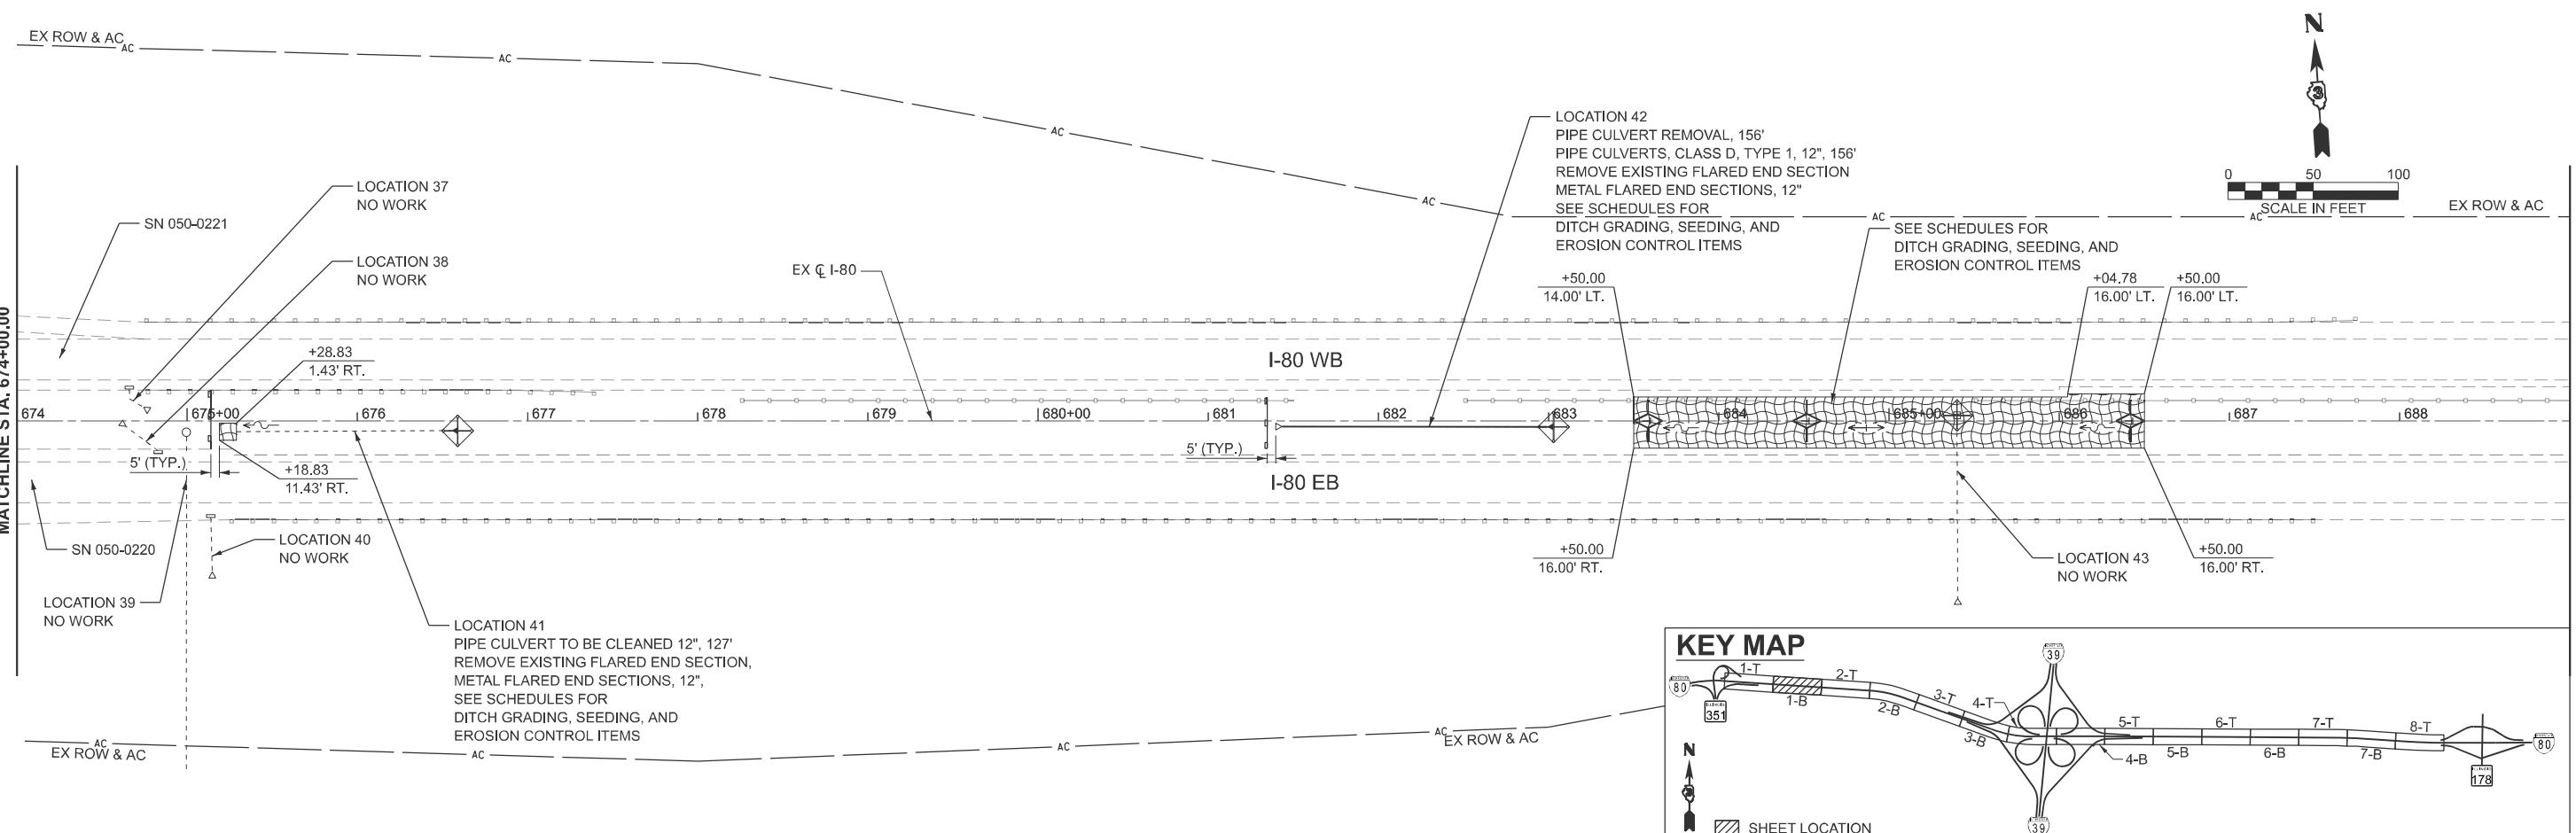 EX ROW & AC
AC
AC
AC
AC
AC
AC
EX ROW & AC
N
3
0 50 100
SCALE IN FEET
MATCHLINE STA. 674+00.00
SN 050-0221
LOCATION 37
NO WORK
LOCATION 38
NO WORK
EX ℄ I-80
LOCATION 42
PIPE CULVERT REMOVAL, 156'
PIPE CULVERTS, CLASS D, TYPE 1, 12", 156'
REMOVE EXISTING FLARED END SECTION
METAL FLARED END SECTIONS, 12"
SEE SCHEDULES FOR
DITCH GRADING, SEEDING, AND
EROSION CONTROL ITEMS
SEE SCHEDULES FOR
DITCH GRADING, SEEDING, AND
EROSION CONTROL ITEMS
+50.00
14.00' LT.
+04.78
16.00' LT.
+50.00
16.00' LT.
+28.83
1.43' RT.
I-80 WB
674 675+00 676 677 678 679 680+00 681 682 683 684 685+00 686 687 688
5' (TYP.)
+18.83
11.43' RT.
5' (TYP.)
I-80 EB
SN 050-0220
LOCATION 40
NO WORK
LOCATION 39
NO WORK
+50.00
16.00' RT.
LOCATION 43
NO WORK
+50.00
16.00' RT.
LOCATION 41
PIPE CULVERT TO BE CLEANED 12", 127'
REMOVE EXISTING FLARED END SECTION,
METAL FLARED END SECTIONS, 12",
SEE SCHEDULES FOR
DITCH GRADING, SEEDING, AND
EROSION CONTROL ITEMS
AC
EX ROW & AC
AC
AC
AC
EX ROW & AC
KEY MAP
80
351
1-T
1-B
2-T
2-B
3-T
3-B
4-T
39
4-B
5-T
5-B
6-T
6-B
7-T
7-B
8-T
80
178
39
N
SHEET LOCATION